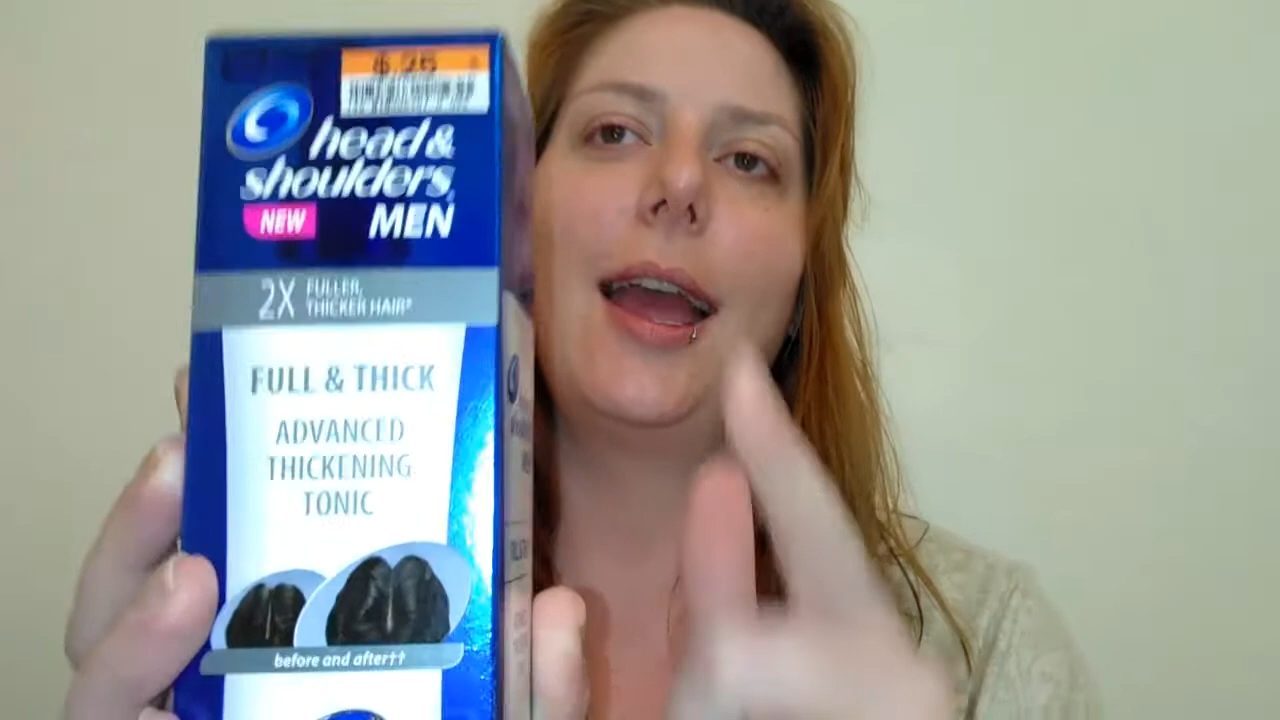 head &
shoulders
NEW MEN
2X FULLER,
THICKER HAIR*
FULL & THICK
ADVANCED
THICKENING
TONIC
before and after††